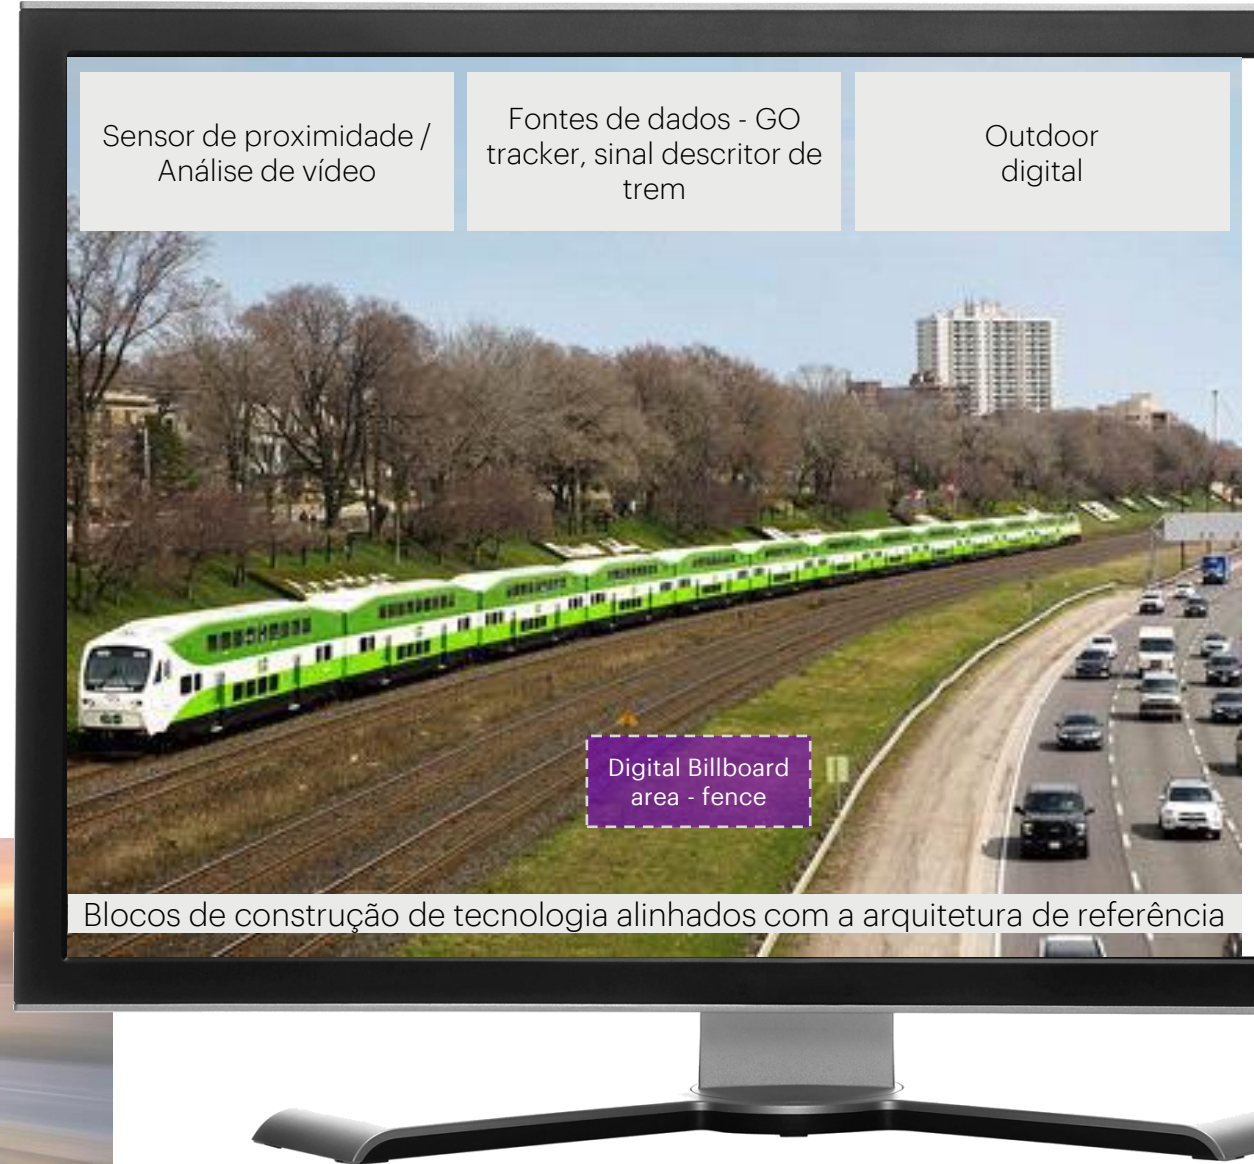 Sensor de proximidade /
Análise de vídeo
Fontes de dados - GO
tracker, sinal descritor de
trem
Outdoor
digital
Digital Billboard
area - fence
Blocos de construção de tecnologia alinhados com a arquitetura de referência